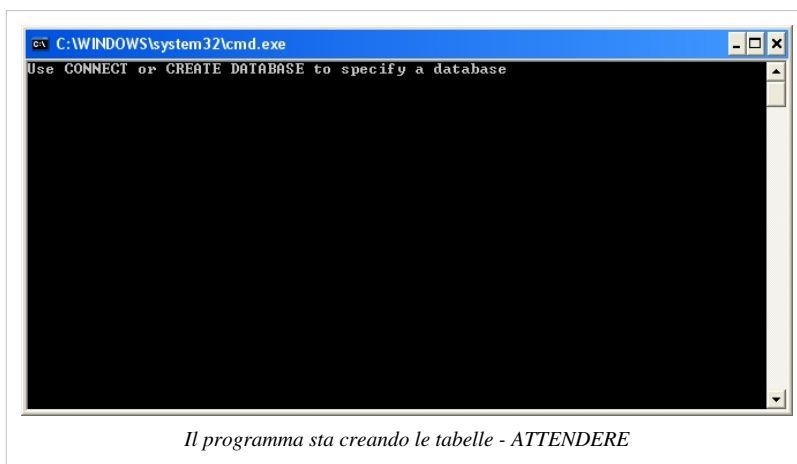 C:\WINDOWS\system32\cmd.exe
Use CONNECT or CREATE DATABASE to specify a database
Il programma sta creando le tabelle - ATTENDERE